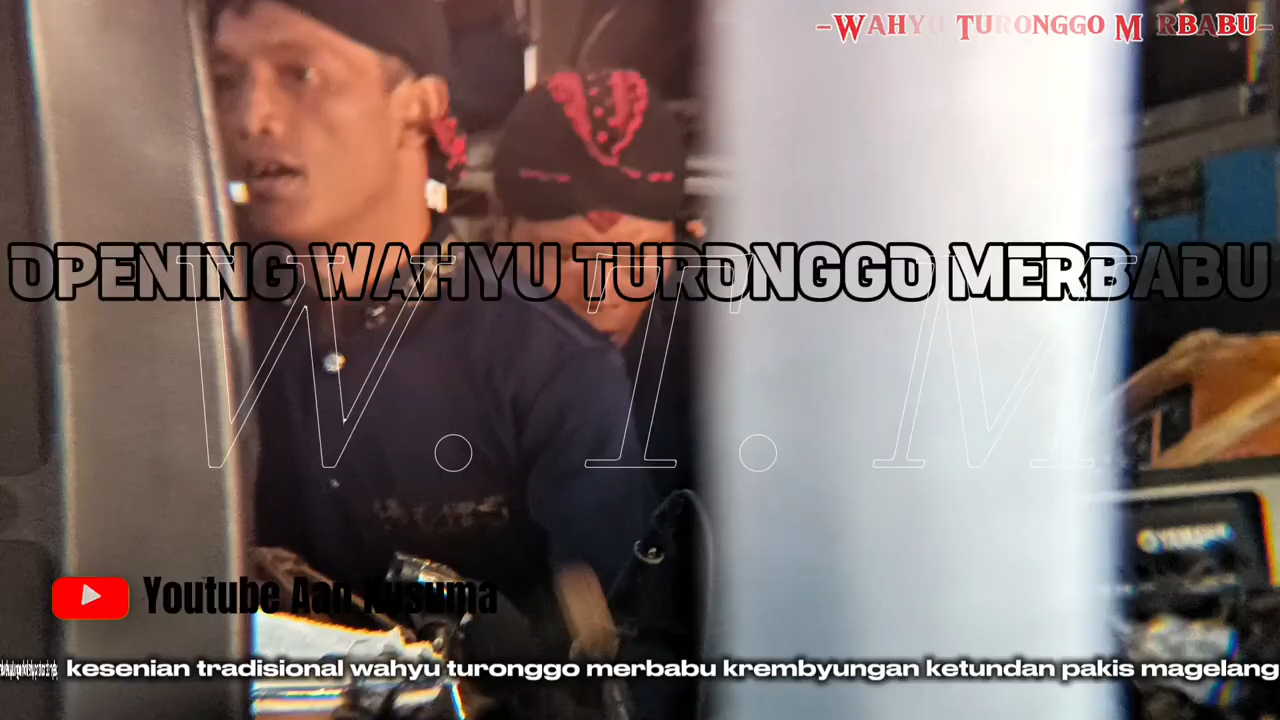 -WAHYU TURONGGO M RBABU-
OPENING WAHYU TURONGGO MERBABU
W. T. M
YAMAHA
Youtube Aan Kusuma
kesenian tradisional wahyu turonggo merbabu krembyungan ketundan pakis magelang